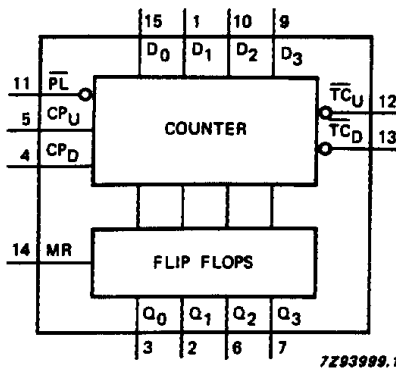 15 1 10 9
D0 D1 D2 D3
11 PL
5 CPU
4 CPD
COUNTER
TCU 12
TCD 13
14 MR
FLIP FLOPS
Q0 Q1 Q2 Q3
3 2 6 7
7Z93999.1